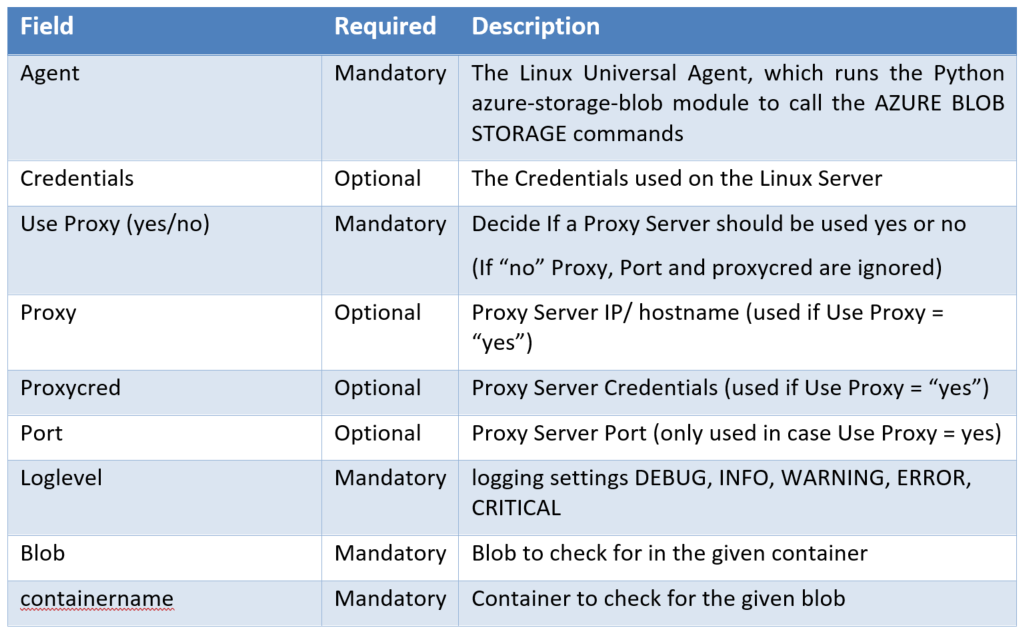 Field Required Description
Agent Mandatory The Linux Universal Agent, which runs the Python
azure-storage-blob module to call the AZURE BLOB
STORAGE commands
Credentials Optional The Credentials used on the Linux Server
Use Proxy (yes/no) Mandatory Decide If a Proxy Server should be used yes or no
(If “no” Proxy, Port and proxycred are ignored)
Proxy Optional Proxy Server IP/ hostname (used if Use Proxy =
“yes”)
Proxycred Optional Proxy Server Credentials (used if Use Proxy = “yes”)
Port Optional Proxy Server Port (only used in case Use Proxy = yes)
Loglevel Mandatory logging settings DEBUG, INFO, WARNING, ERROR,
CRITICAL
Blob Mandatory Blob to check for in the given container
containername Mandatory Container to check for the given blob